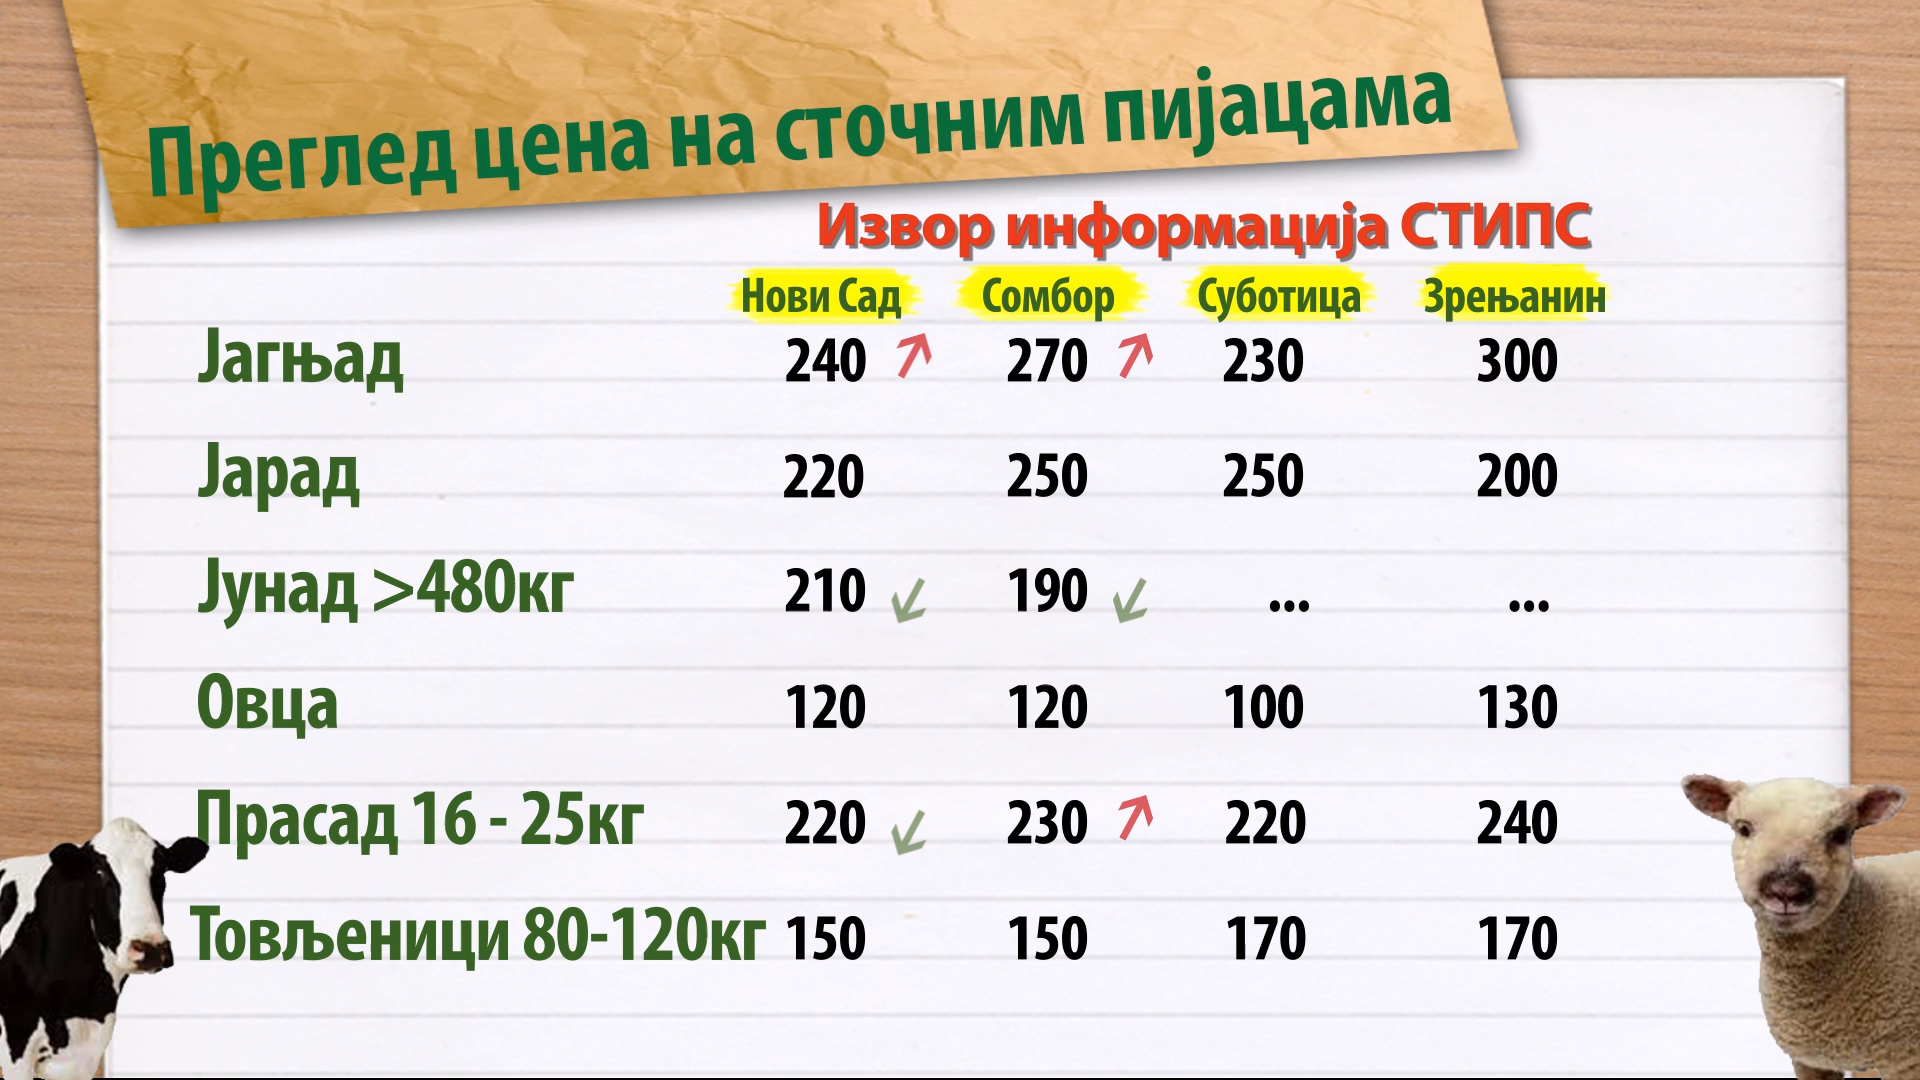 Преглед цена на сточним пијацама
Извор информација СТИПС
Нови Сад Сомбор Суботица Зрењанин
Јагњад 240 270 230 300
Јарад 220 250 250 200
Јунад >480кг 210 190 ... ...
Овца 120 120 100 130
Прасад 16 - 25кг 220 230 220 240
Товљеници 80-120кг 150 150 170 170